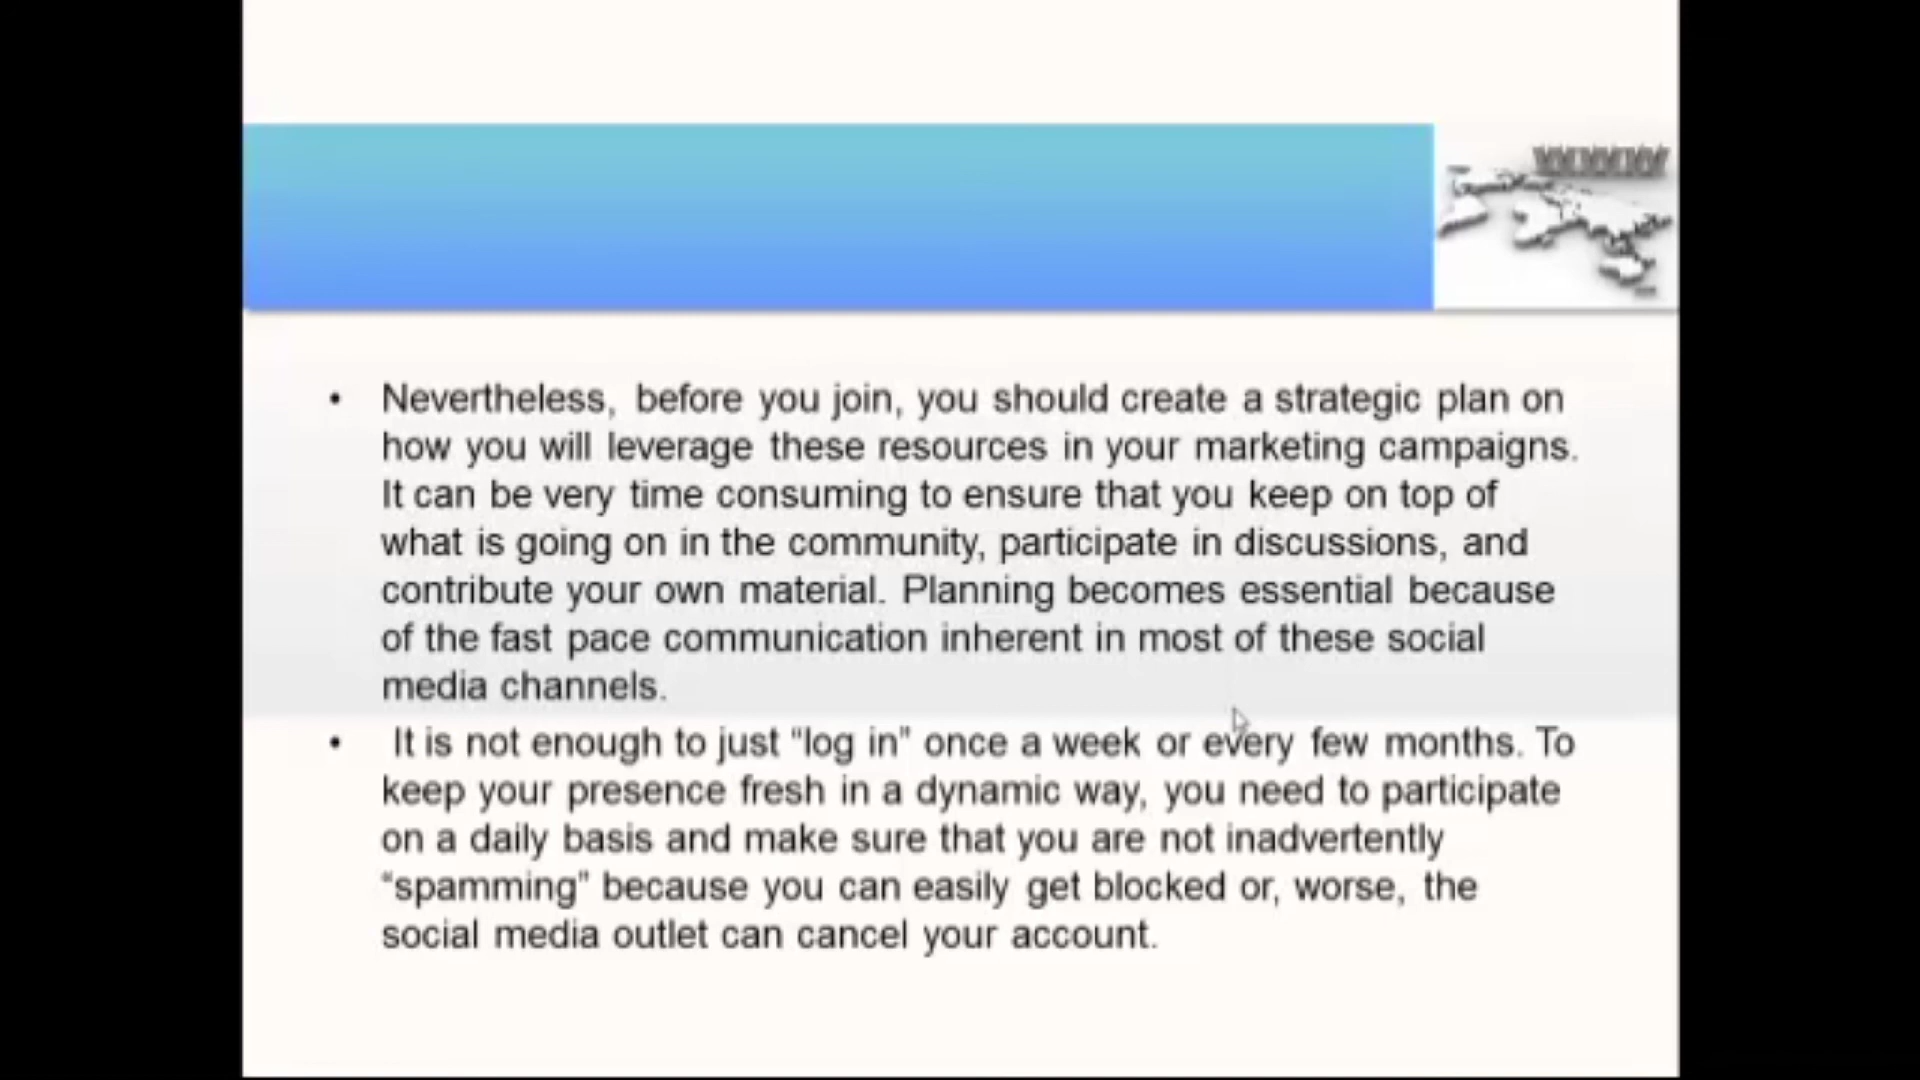 WWW
• Nevertheless, before you join, you should create a strategic plan on
how you will leverage these resources in your marketing campaigns.
It can be very time consuming to ensure that you keep on top of
what is going on in the community, participate in discussions, and
contribute your own material. Planning becomes essential because
of the fast pace communication inherent in most of these social
media channels.
• It is not enough to just “log in” once a week or every few months. To
keep your presence fresh in a dynamic way, you need to participate
on a daily basis and make sure that you are not inadvertently
“spamming” because you can easily get blocked or, worse, the
social media outlet can cancel your account.